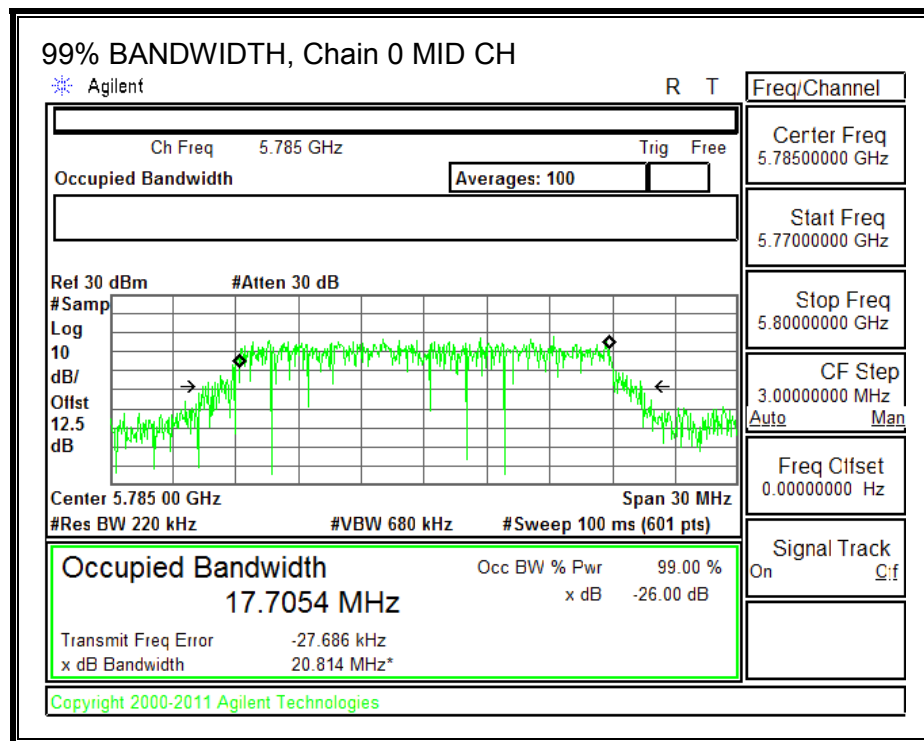 99% BANDWIDTH, Chain 0 MID CH
Agilent R T
Ch Freq 5.785 GHz Trig Free
Occupied Bandwidth Averages: 100
Ref 30 dBm #Atten 30 dB
#Samp
Log
10
dB/
Offst
12.5
dB
Center 5.785 00 GHz Span 30 MHz
#Res BW 220 kHz #VBW 680 kHz #Sweep 100 ms (601 pts)
Occupied Bandwidth Occ BW % Pwr 99.00 %
17.7054 MHz x dB -26.00 dB
Transmit Freq Error -27.686 kHz
x dB Bandwidth 20.814 MHz*
Copyright 2000-2011 Agilent Technologies
Freq/Channel
Center Freq
5.78500000 GHz
Start Freq
5.77000000 GHz
Stop Freq
5.80000000 GHz
CF Step
3.00000000 MHz
Auto Man
Freq Offset
0.00000000 Hz
Signal Track
On Off